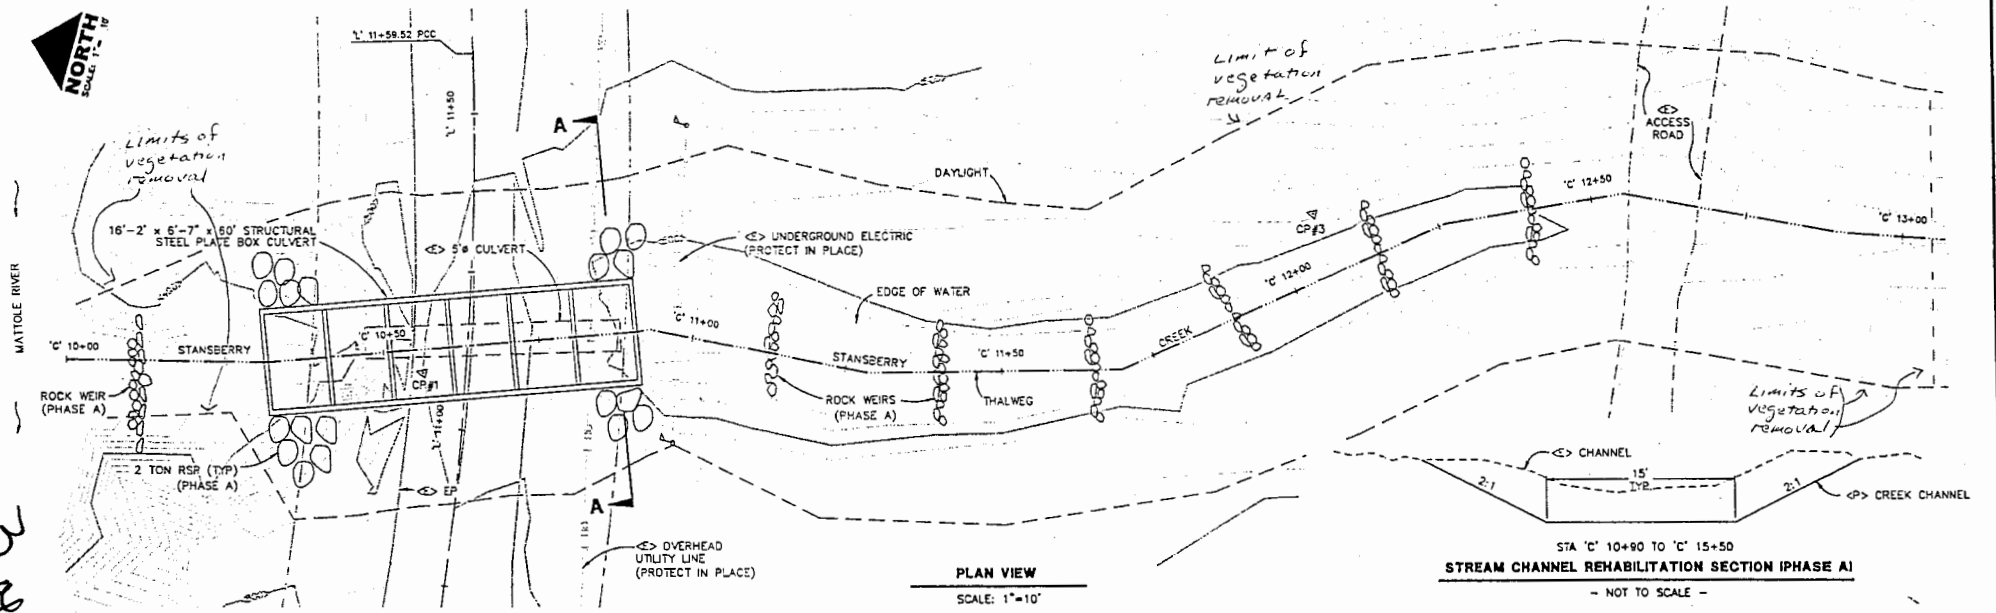 NORTH
SCALE: 1"= 10'
'L' 11+59.52 PCC
'L' 11+50
Limits of
vegetation
removal
16'-2" x 6'-7" x 60' STRUCTURAL
STEEL PLATE BOX CULVERT
<E> 5'ø CULVERT
A
<E> UNDERGROUND ELECTRIC
(PROTECT IN PLACE)
EDGE OF WATER
DAYLIGHT
Limit of
vegetation
removal
CP#3
<E>
ACCESS
ROAD
'C' 12+50
'C' 13+00
MATTOLE RIVER
'C' 10+00
STANSBERRY
'C' 10+50
CP#1
'C' 11+00
STANSBERRY
'C' 11+50
CREEK
'C' 12+00
ROCK WEIR
(PHASE A)
ROCK WEIRS
(PHASE A)
THALWEG
'L' 11+00
2 TON RSP (TYP)
(PHASE A)
<E> EP
A
<E> OVERHEAD
UTILITY LINE
(PROTECT IN PLACE)
PLAN VIEW
SCALE: 1"=10'
Limits of
vegetation
removal
<E> CHANNEL
15'
TYP.
2:1
2:1
<P> CREEK CHANNEL
STA 'C' 10+90 TO 'C' 15+50
STREAM CHANNEL REHABILITATION SECTION (PHASE A)
- NOT TO SCALE -